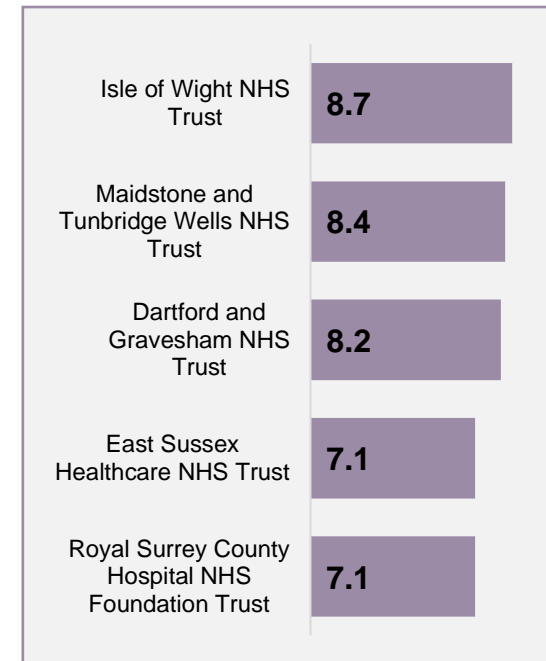 Isle of Wight NHS
Trust
8.7
Maidstone and
Tunbridge Wells NHS
Trust
8.4
Dartford and
Gravesham NHS
Trust
8.2
East Sussex
Healthcare NHS Trust
7.1
Royal Surrey County
Hospital NHS
Foundation Trust
7.1